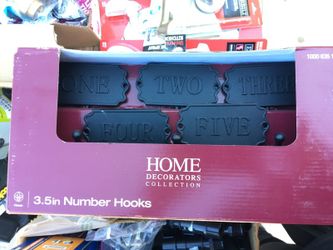 ONE TWO THREE
FOUR FIVE
HOME
DECORATORS
COLLECTION
3.5in Number Hooks